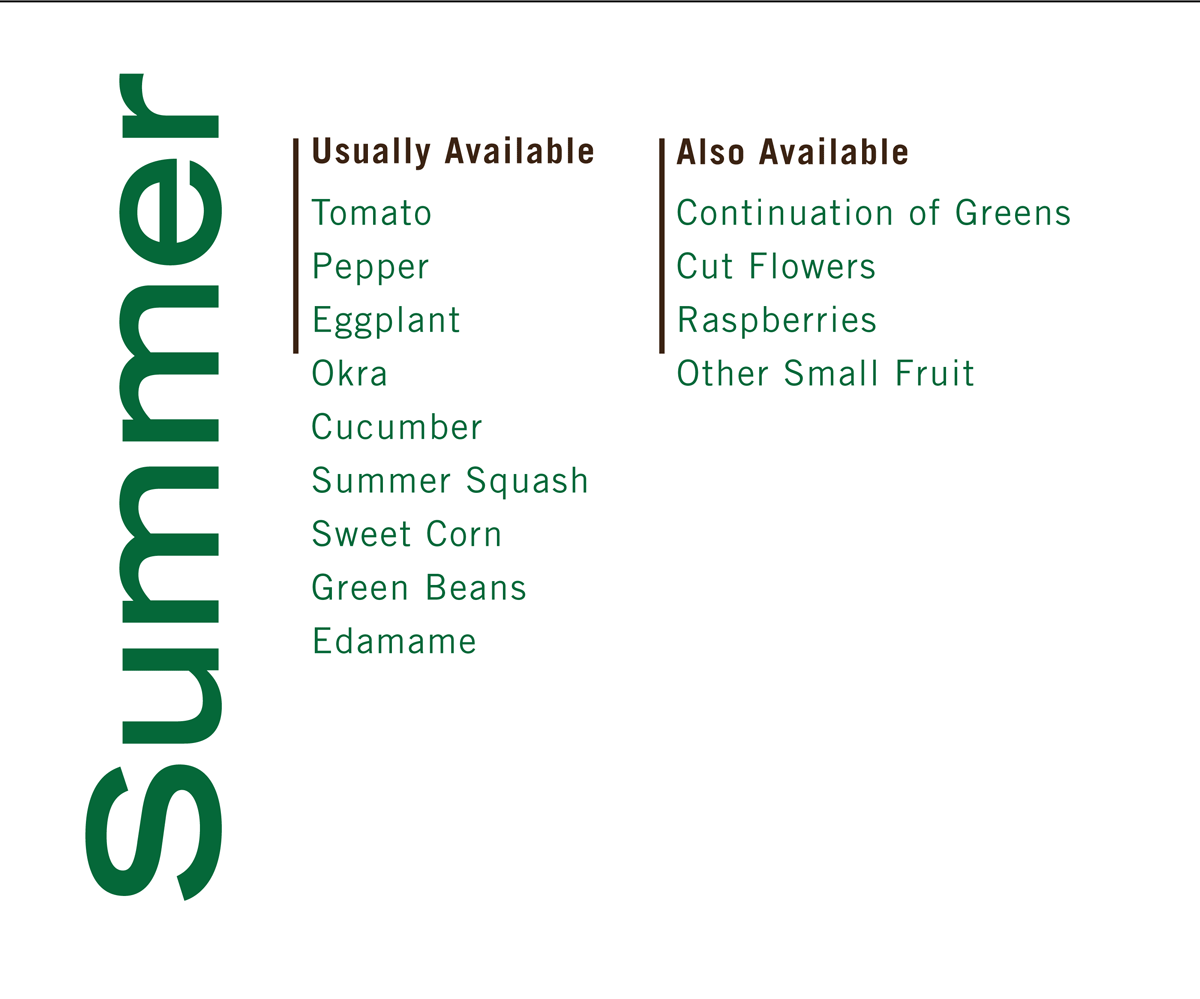 Summer
Usually Available
Tomato
Pepper
Eggplant
Okra
Cucumber
Summer Squash
Sweet Corn
Green Beans
Edamame
Also Available
Continuation of Greens
Cut Flowers
Raspberries
Other Small Fruit